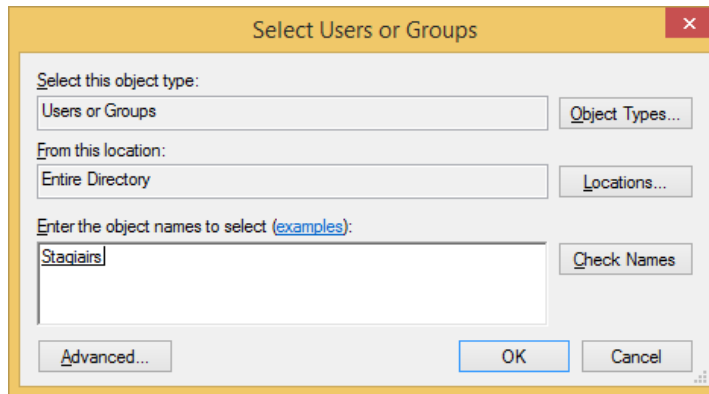 Select Users or Groups
Select this object type:
Users or Groups
Object Types...
From this location:
Entire Directory
Locations...
Enter the object names to select (examples):
Stagiairs
Check Names
Advanced...
OK
Cancel